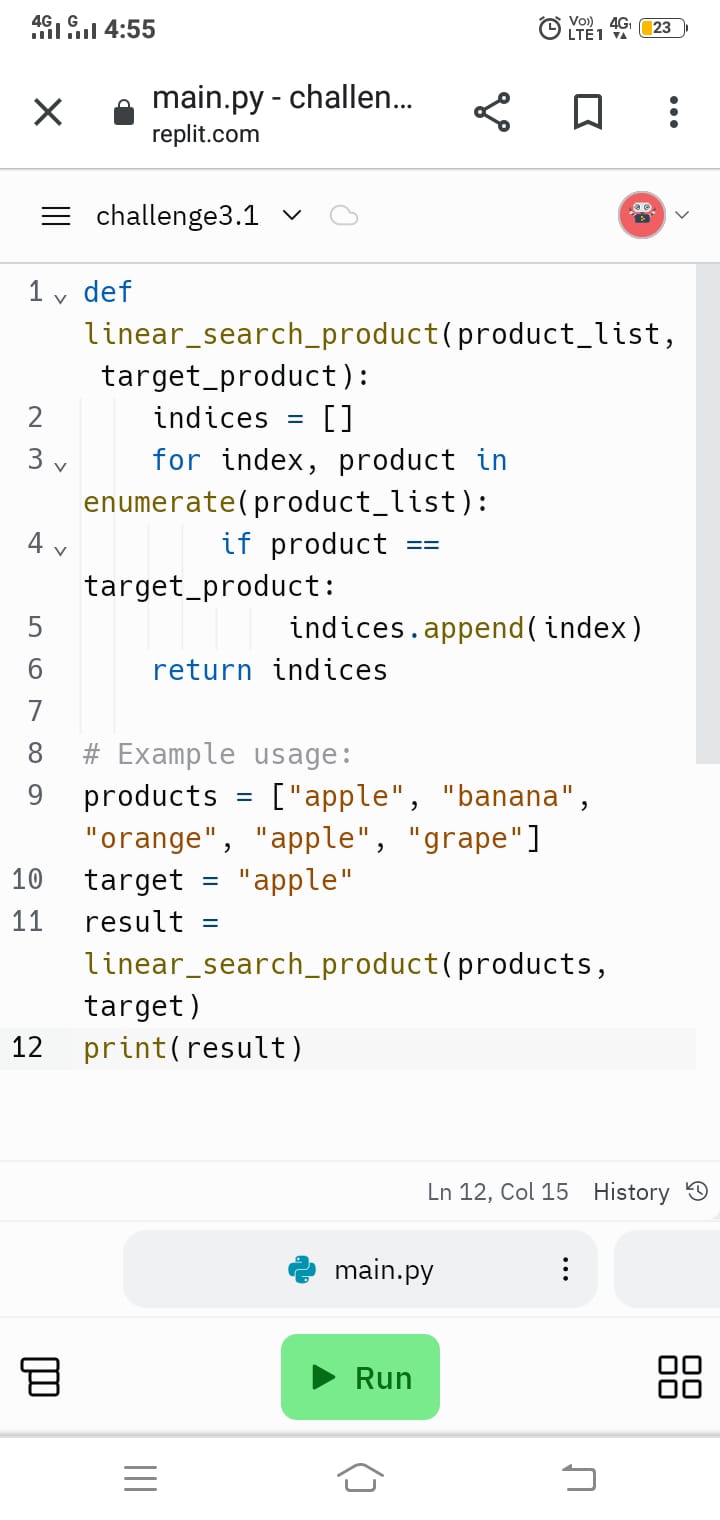 4G G 4:55 Vo)) LTE1 4G 23
main.py - challen...
replit.com
challenge3.1
1 def
linear_search_product(product_list,
target_product):
2 indices = []
3 for index, product in
enumerate(product_list):
4 if product ==
target_product:
5 indices.append(index)
6 return indices
7
8 # Example usage:
9 products = ["apple", "banana",
"orange", "apple", "grape"]
10 target = "apple"
11 result =
linear_search_product(products,
target)
12 print(result)
Ln 12, Col 15 History
main.py
Run